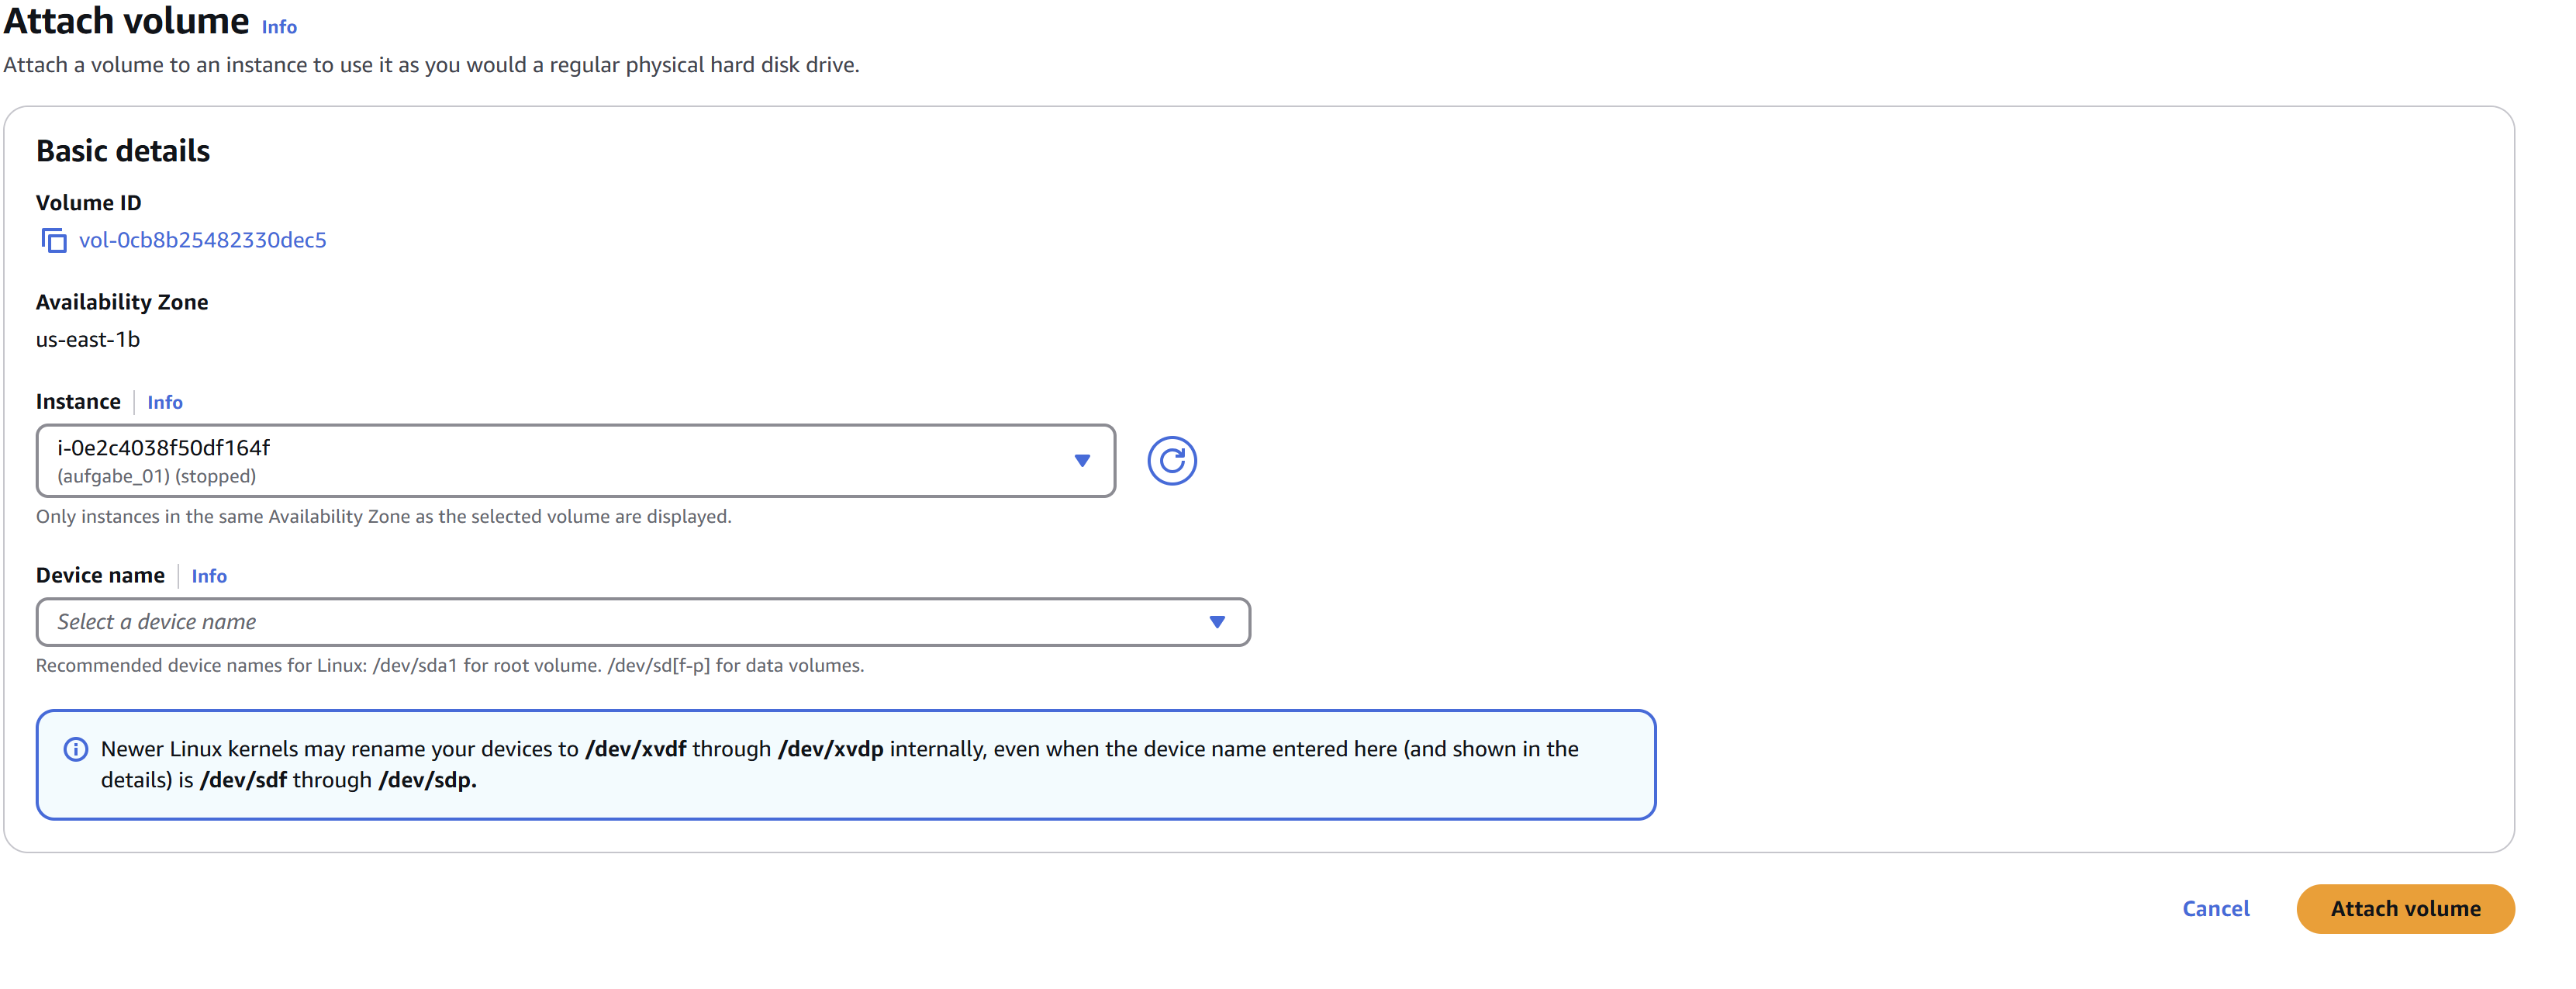 Attach volume Info
Attach a volume to an instance to use it as you would a regular physical hard disk drive.
Basic details
Volume ID
vol-0cb8b25482330dec5
Availability Zone
us-east-1b
Instance Info
i-0e2c4038f50df164f
(aufgabe_01) (stopped)
Only instances in the same Availability Zone as the selected volume are displayed.
Device name Info
Select a device name
Recommended device names for Linux: /dev/sda1 for root volume. /dev/sd[f-p] for data volumes.
Newer Linux kernels may rename your devices to /dev/xvdf through /dev/xvdp internally, even when the device name entered here (and shown in the
details) is /dev/sdf through /dev/sdp.
Cancel Attach volume